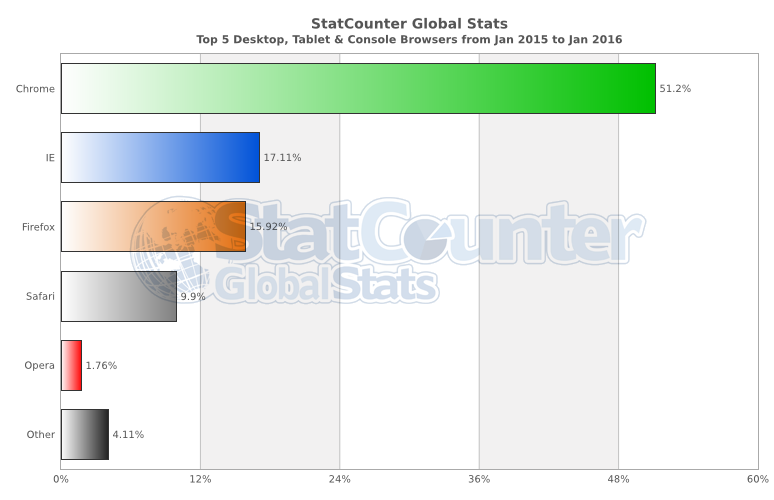 StatCounter Global Stats
Top 5 Desktop, Tablet & Console Browsers from Jan 2015 to Jan 2016
Chrome 51.2%
IE 17.11%
Firefox 15.92%
StatCounter
GlobalStats
Safari 9.9%
Opera 1.76%
Other 4.11%
0% 12% 24% 36% 48% 60%